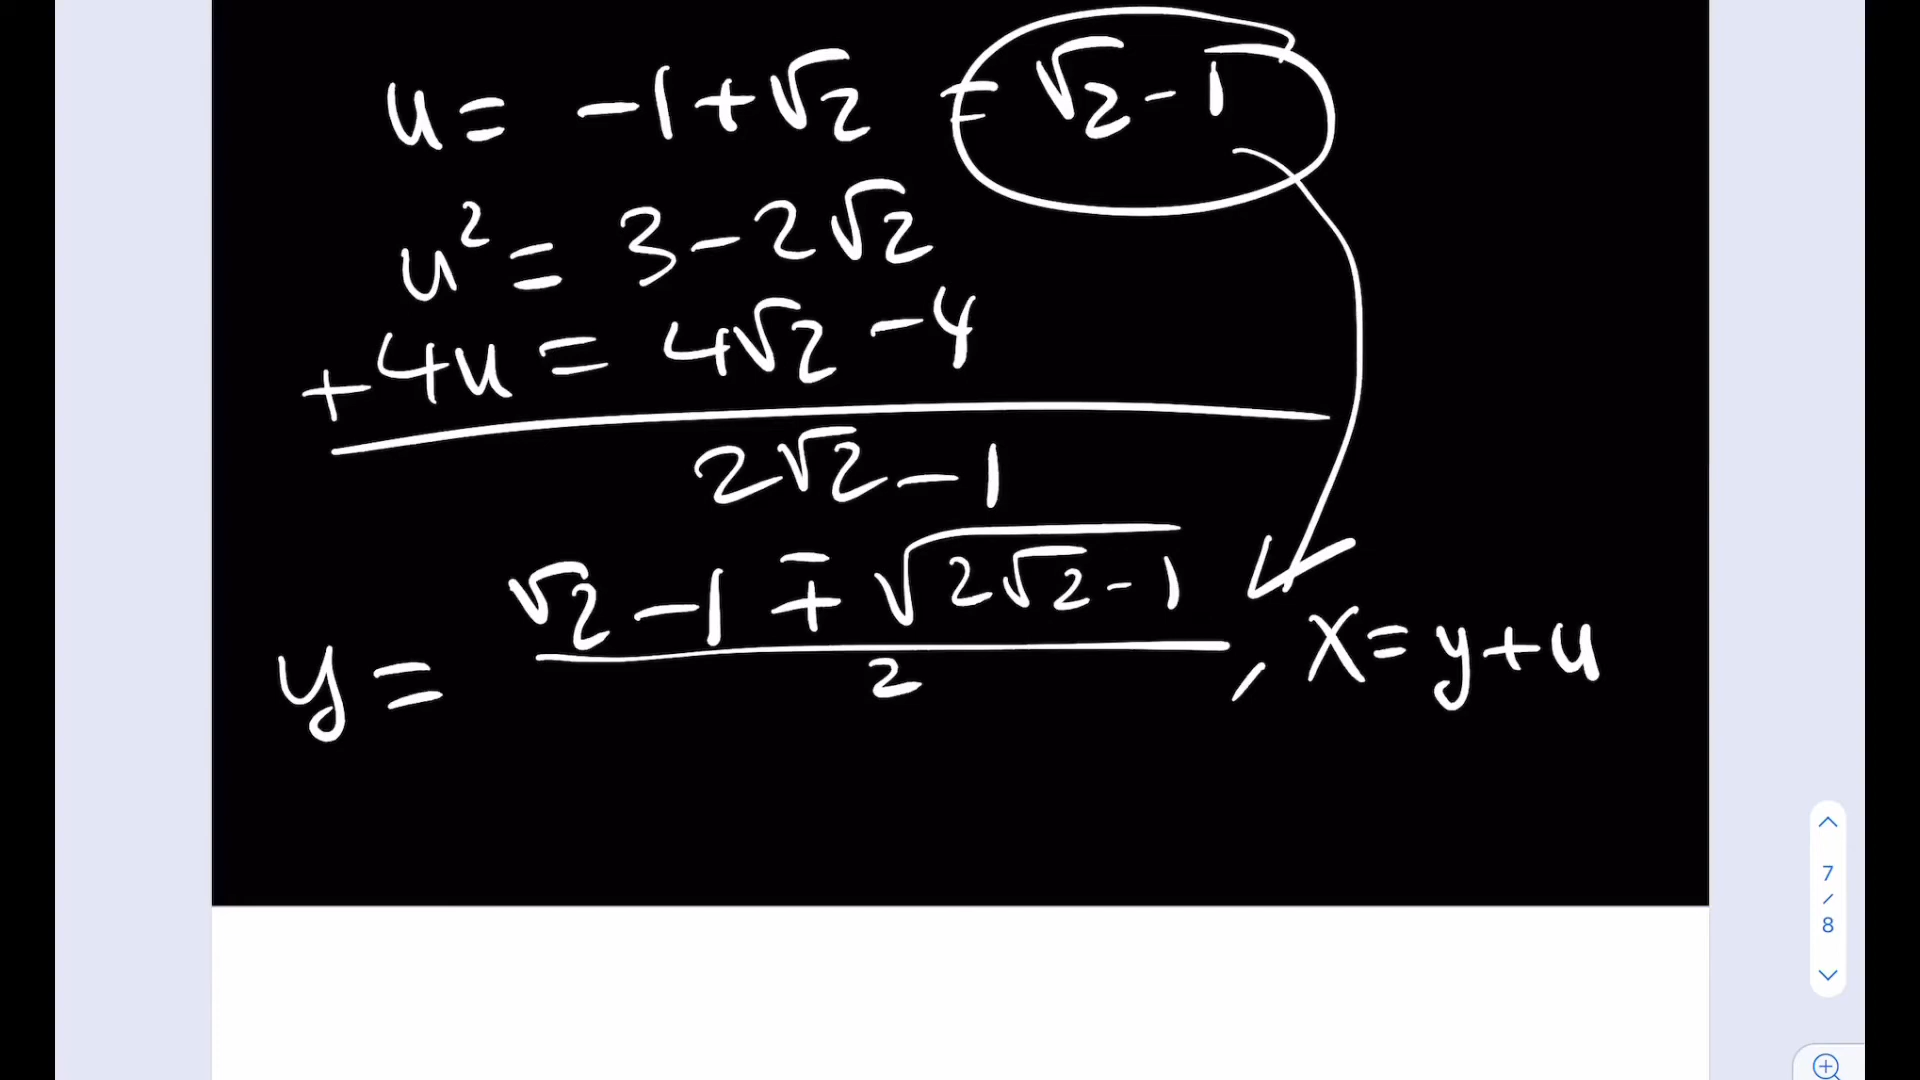 u = -1+√2 = √2 - 1
u² = 3 - 2√2
+ 4u = 4√2 - 4
2√2 - 1
y = (√2 - 1 ∓ √(2√2 - 1))/2 , x = y + u
7
/
8